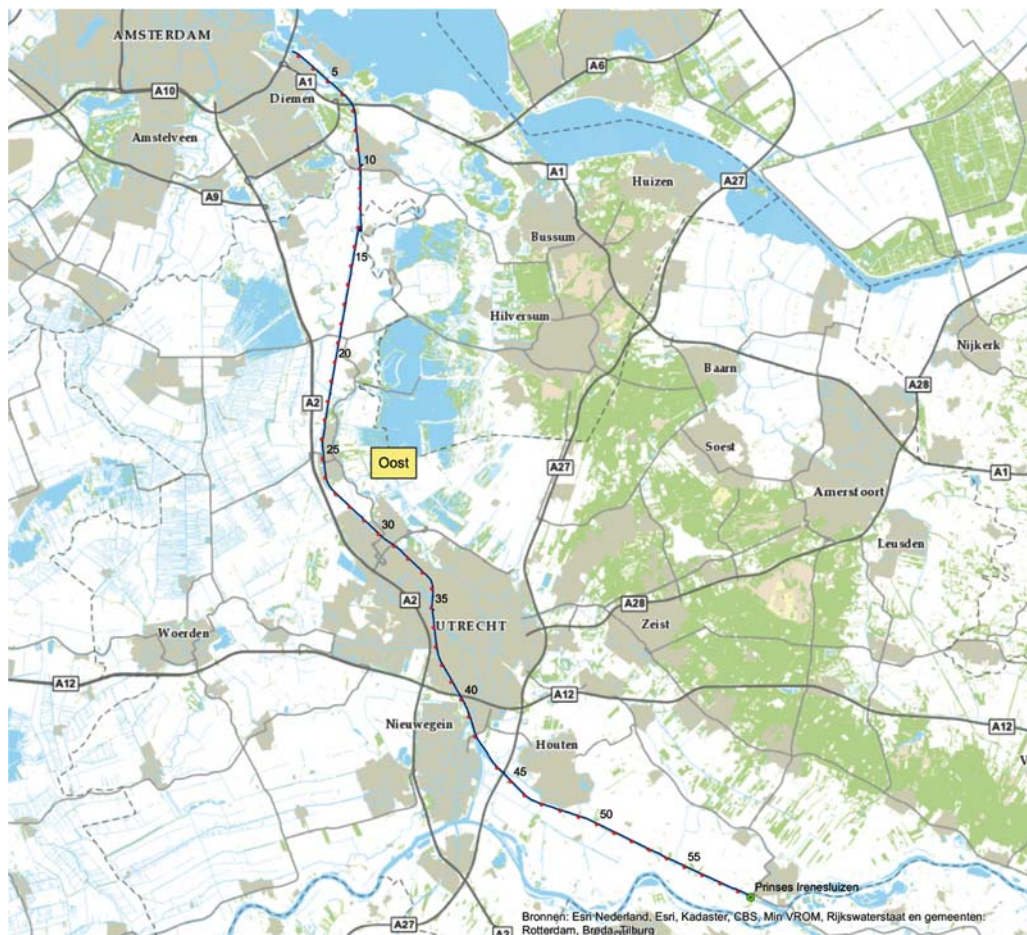 AMSTERDAM
5
A6
A1
A10
Diemen
Amstelveen
10
A1
A27
Huizen
A9
Bussum
15
Hilversum
Nijkerk
20
Baarn
A28
A2
Soest
25
Oost
A27
A1
Amersfoort
30
Leusden
A2
35
A28
UTRECHT
Zeist
Woerden
A12
40
A12
Nieuwegein
A12
Houten
45
50
55
Prinses Irenesluizen
A27
Bronnen: Esri Nederland, Esri, Kadaster, CBS, Min VROM, Rijkswaterstaat en gemeenten:
Rotterdam, Breda, Tilburg
A2